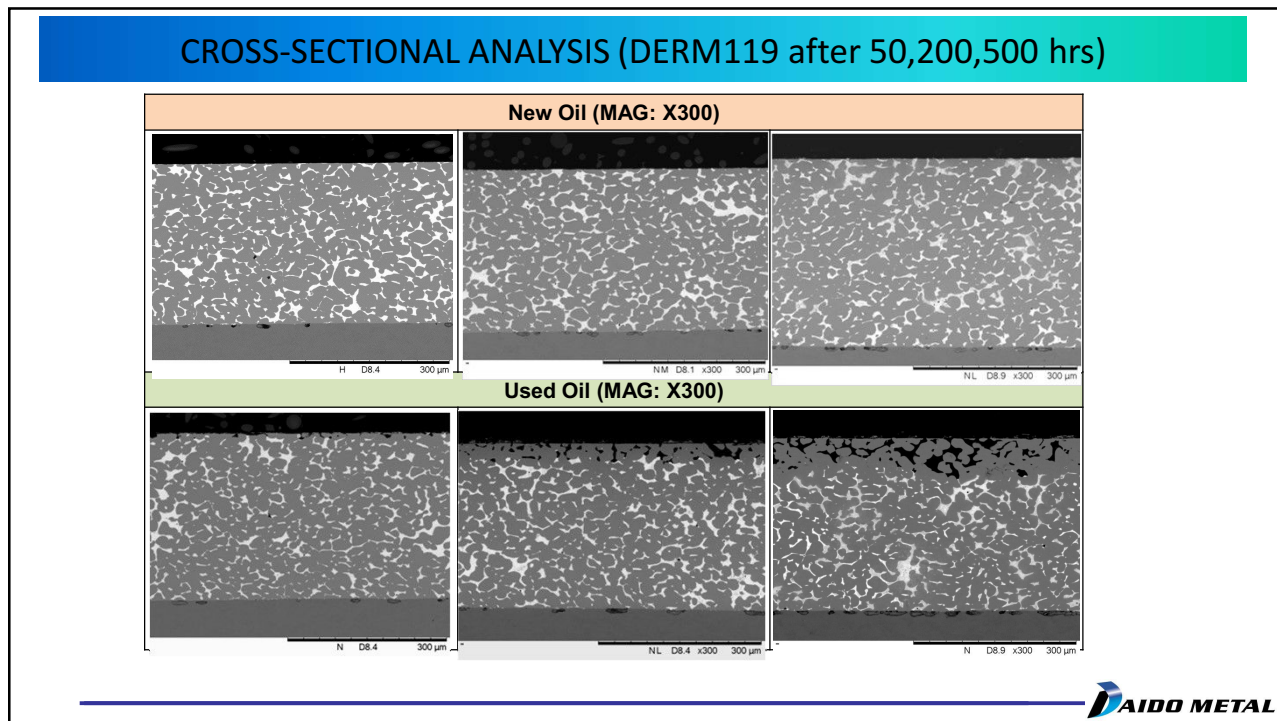 CROSS-SECTIONAL ANALYSIS (DERM119 after 50,200,500 hrs)
New Oil (MAG: X300)
H D8.4 300 µm
NM D8.1 x300 300 µm
NL D8.9 x300 300 µm
Used Oil (MAG: X300)
N D8.4 300 µm
NL D8.4 x300 300 µm
N D8.9 x300 300 µm
DAIDO METAL